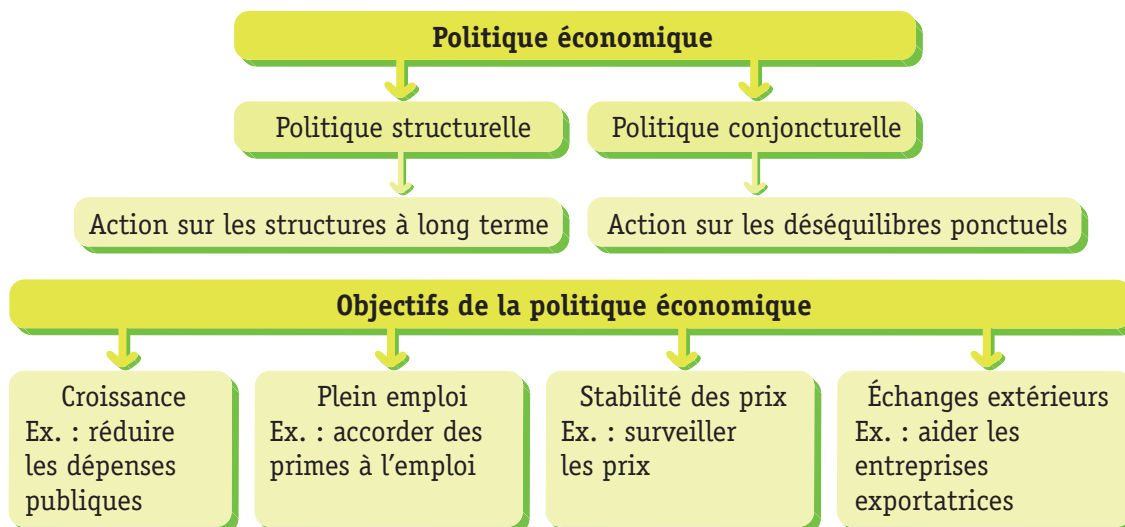 Politique économique
Politique structurelle
Politique conjoncturelle
Action sur les structures à long terme
Action sur les déséquilibres ponctuels
Objectifs de la politique économique
Croissance
Ex. : réduire
les dépenses
publiques
Plein emploi
Ex. : accorder des
primes à l’emploi
Stabilité des prix
Ex. : surveiller
les prix
Échanges extérieurs
Ex. : aider les
entreprises
exportatrices